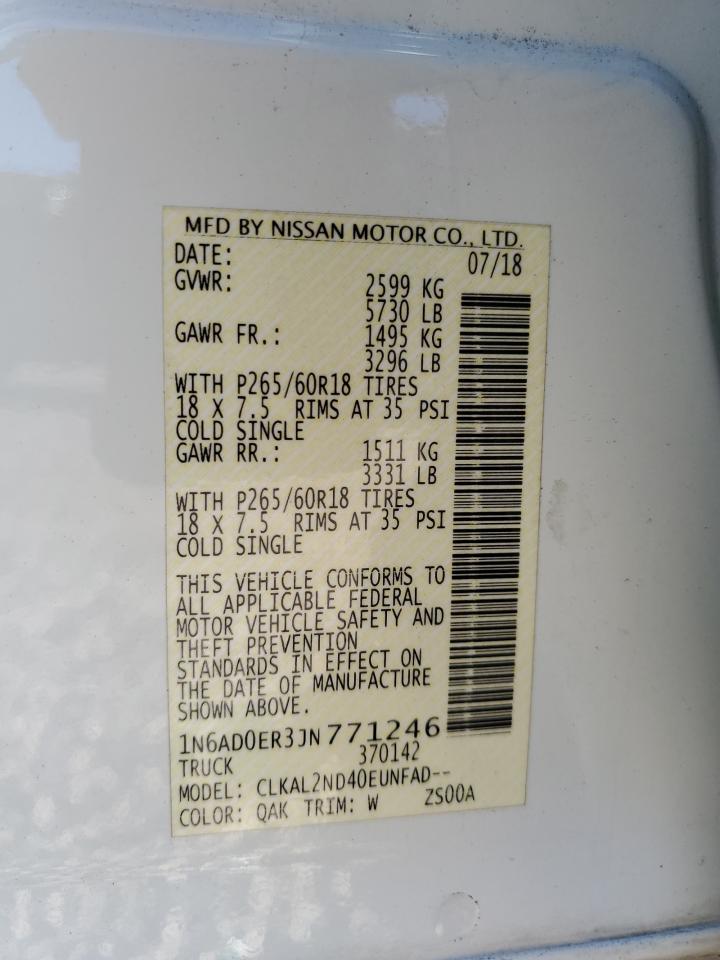 MFD BY NISSAN MOTOR CO., LTD.
DATE: 07/18
GVWR: 2599 KG
5730 LB
GAWR FR.: 1495 KG
3296 LB
WITH P265/60R18 TIRES
18 X 7.5 RIMS AT 35 PSI
COLD SINGLE
GAWR RR.: 1511 KG
3331 LB
WITH P265/60R18 TIRES
18 X 7.5 RIMS AT 35 PSI
COLD SINGLE
THIS VEHICLE CONFORMS TO
ALL APPLICABLE FEDERAL
MOTOR VEHICLE SAFETY AND
THEFT PREVENTION
STANDARDS IN EFFECT ON
THE DATE OF MANUFACTURE
SHOWN ABOVE.
1N6AD0ER3JN771246
TRUCK 370142
MODEL: CLKAL2ND40EUNFAD--
COLOR: QAK TRIM: W ZS00A